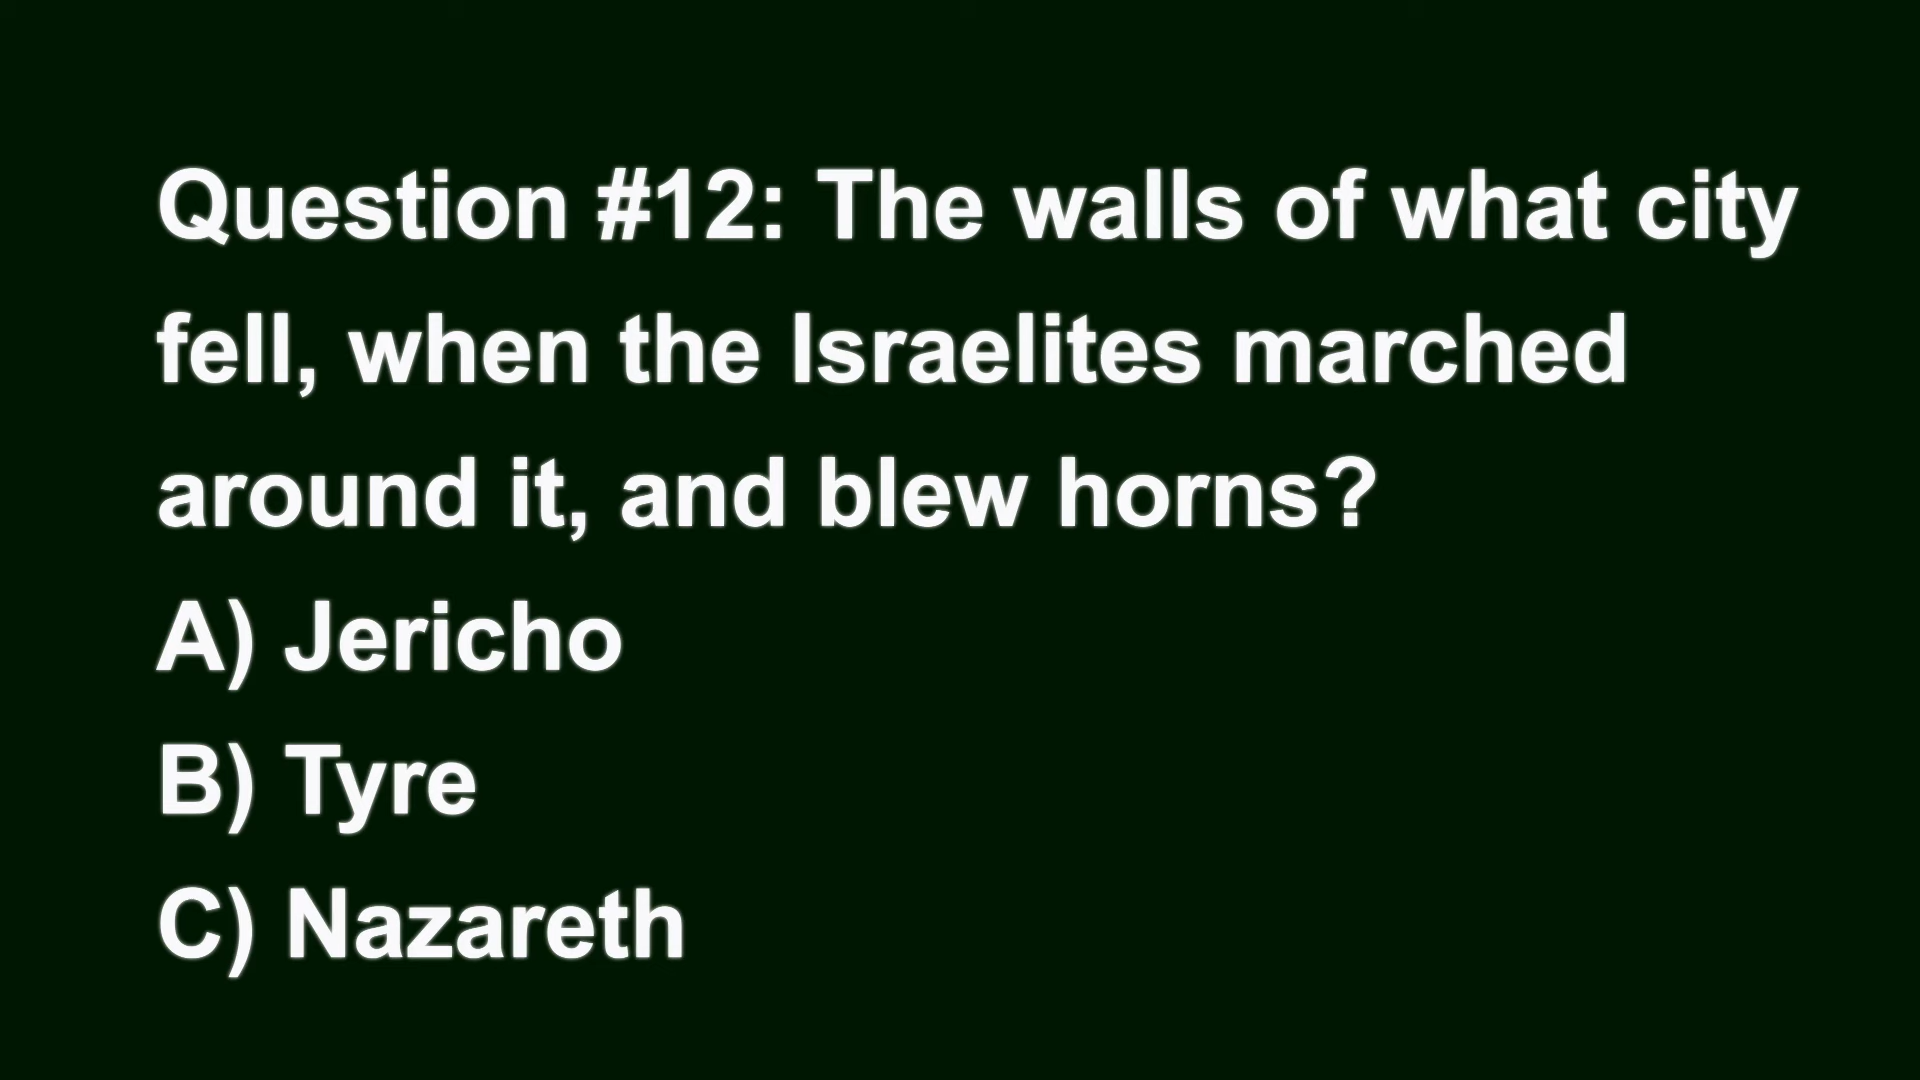 Question #12: The walls of what city
fell, when the Israelites marched
around it, and blew horns?
A) Jericho
B) Tyre
C) Nazareth